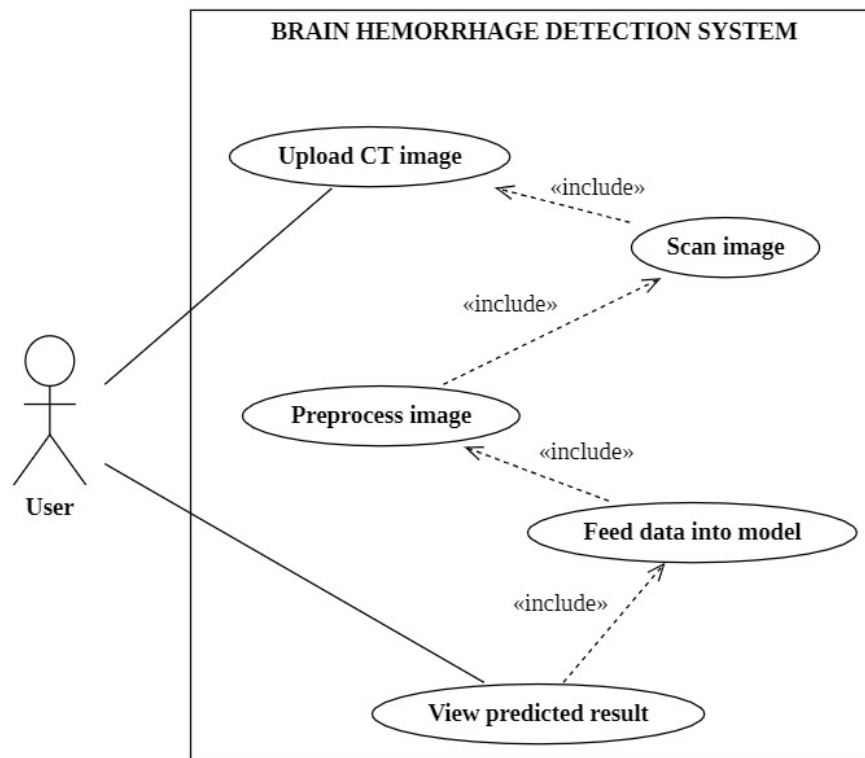 BRAIN HEMORRHAGE DETECTION SYSTEM
Upload CT image
«include»
Scan image
«include»
Preprocess image
«include»
User
Feed data into model
«include»
View predicted result